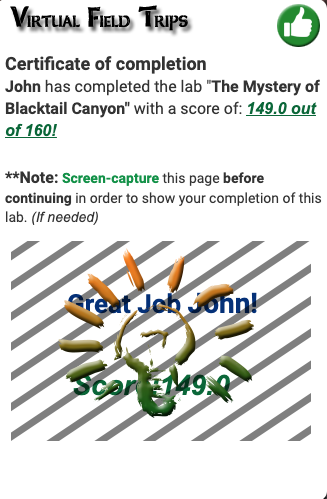 Virtual Field Trips
Certificate of completion
John has completed the lab "The Mystery of
Blacktail Canyon" with a score of: 149.0 out
of 160!
**Note: Screen-capture this page before
continuing in order to show your completion of this
lab. (If needed)
Great Job John!
Score: 149.0